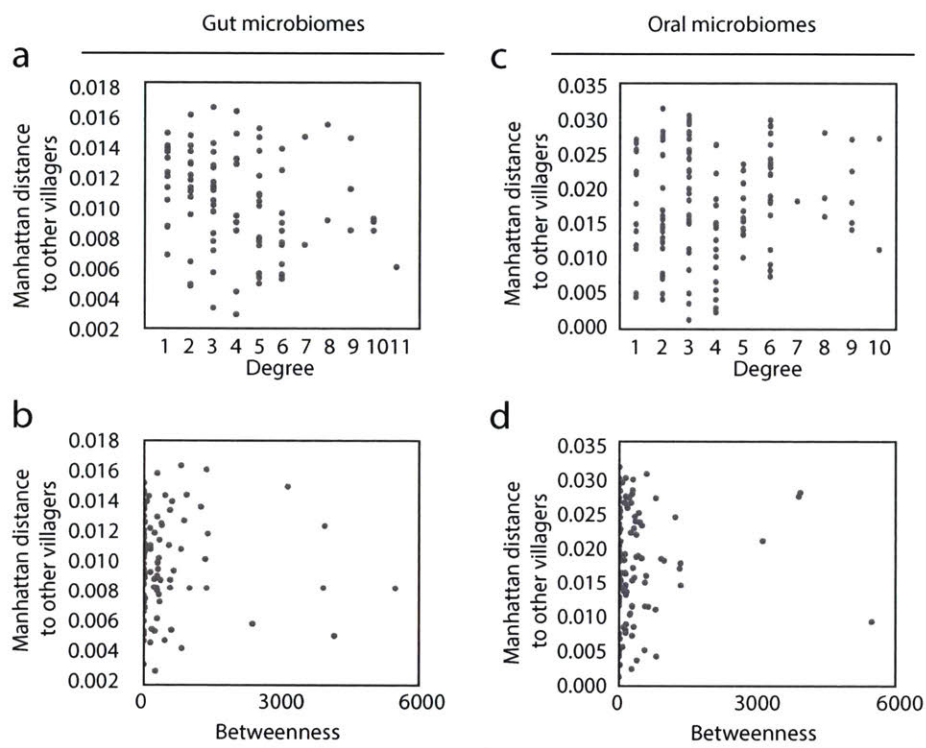 Gut microbiomes
a
Manhattan distance
to other villagers
0.018
0.016
0.014
0.012
0.010
0.008
0.006
0.004
0.002
1 2 3 4 5 6 7 8 9 1011
Degree
b
Manhattan distance
to other villagers
0.018
0.016
0.014
0.012
0.010
0.008
0.006
0.004
0.002
0 3000 6000
Betweenness
Oral microbiomes
c
Manhattan distance
to other villagers
0.035
0.030
0.025
0.020
0.015
0.010
0.005
0.000
1 2 3 4 5 6 7 8 9 10
Degree
d
Manhattan distance
to other villagers
0.035
0.030
0.025
0.020
0.015
0.010
0.005
0.000
0 3000 6000
Betweenness